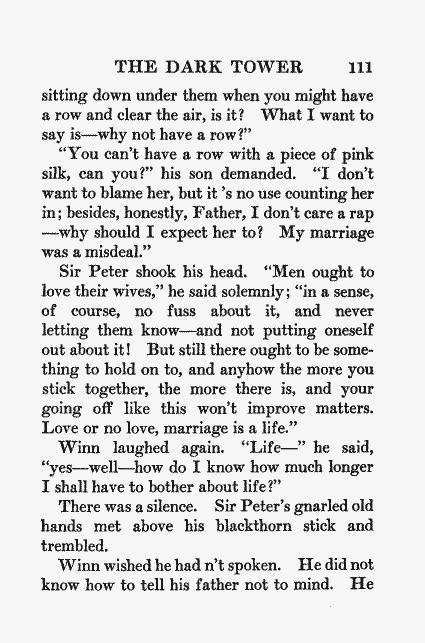 THE DARK TOWER 111
sitting down under them when you might have
a row and clear the air, is it? What I want to
say is—why not have a row?”
“You can’t have a row with a piece of pink
silk, can you?” his son demanded. “I don’t
want to blame her, but it ’s no use counting her
in; besides, honestly, Father, I don’t care a rap
—why should I expect her to? My marriage
was a misdeal.”
Sir Peter shook his head. “Men ought to
love their wives,” he said solemnly; “in a sense,
of course, no fuss about it, and never
letting them know—and not putting oneself
out about it! But still there ought to be some-
thing to hold on to, and anyhow the more you
stick together, the more there is, and your
going off like this won’t improve matters.
Love or no love, marriage is a life.”
Winn laughed again. “Life—” he said,
“yes—well—how do I know how much longer
I shall have to bother about life?”
There was a silence. Sir Peter’s gnarled old
hands met above his blackthorn stick and
trembled.
Winn wished he had n’t spoken. He did not
know how to tell his father not to mind. He